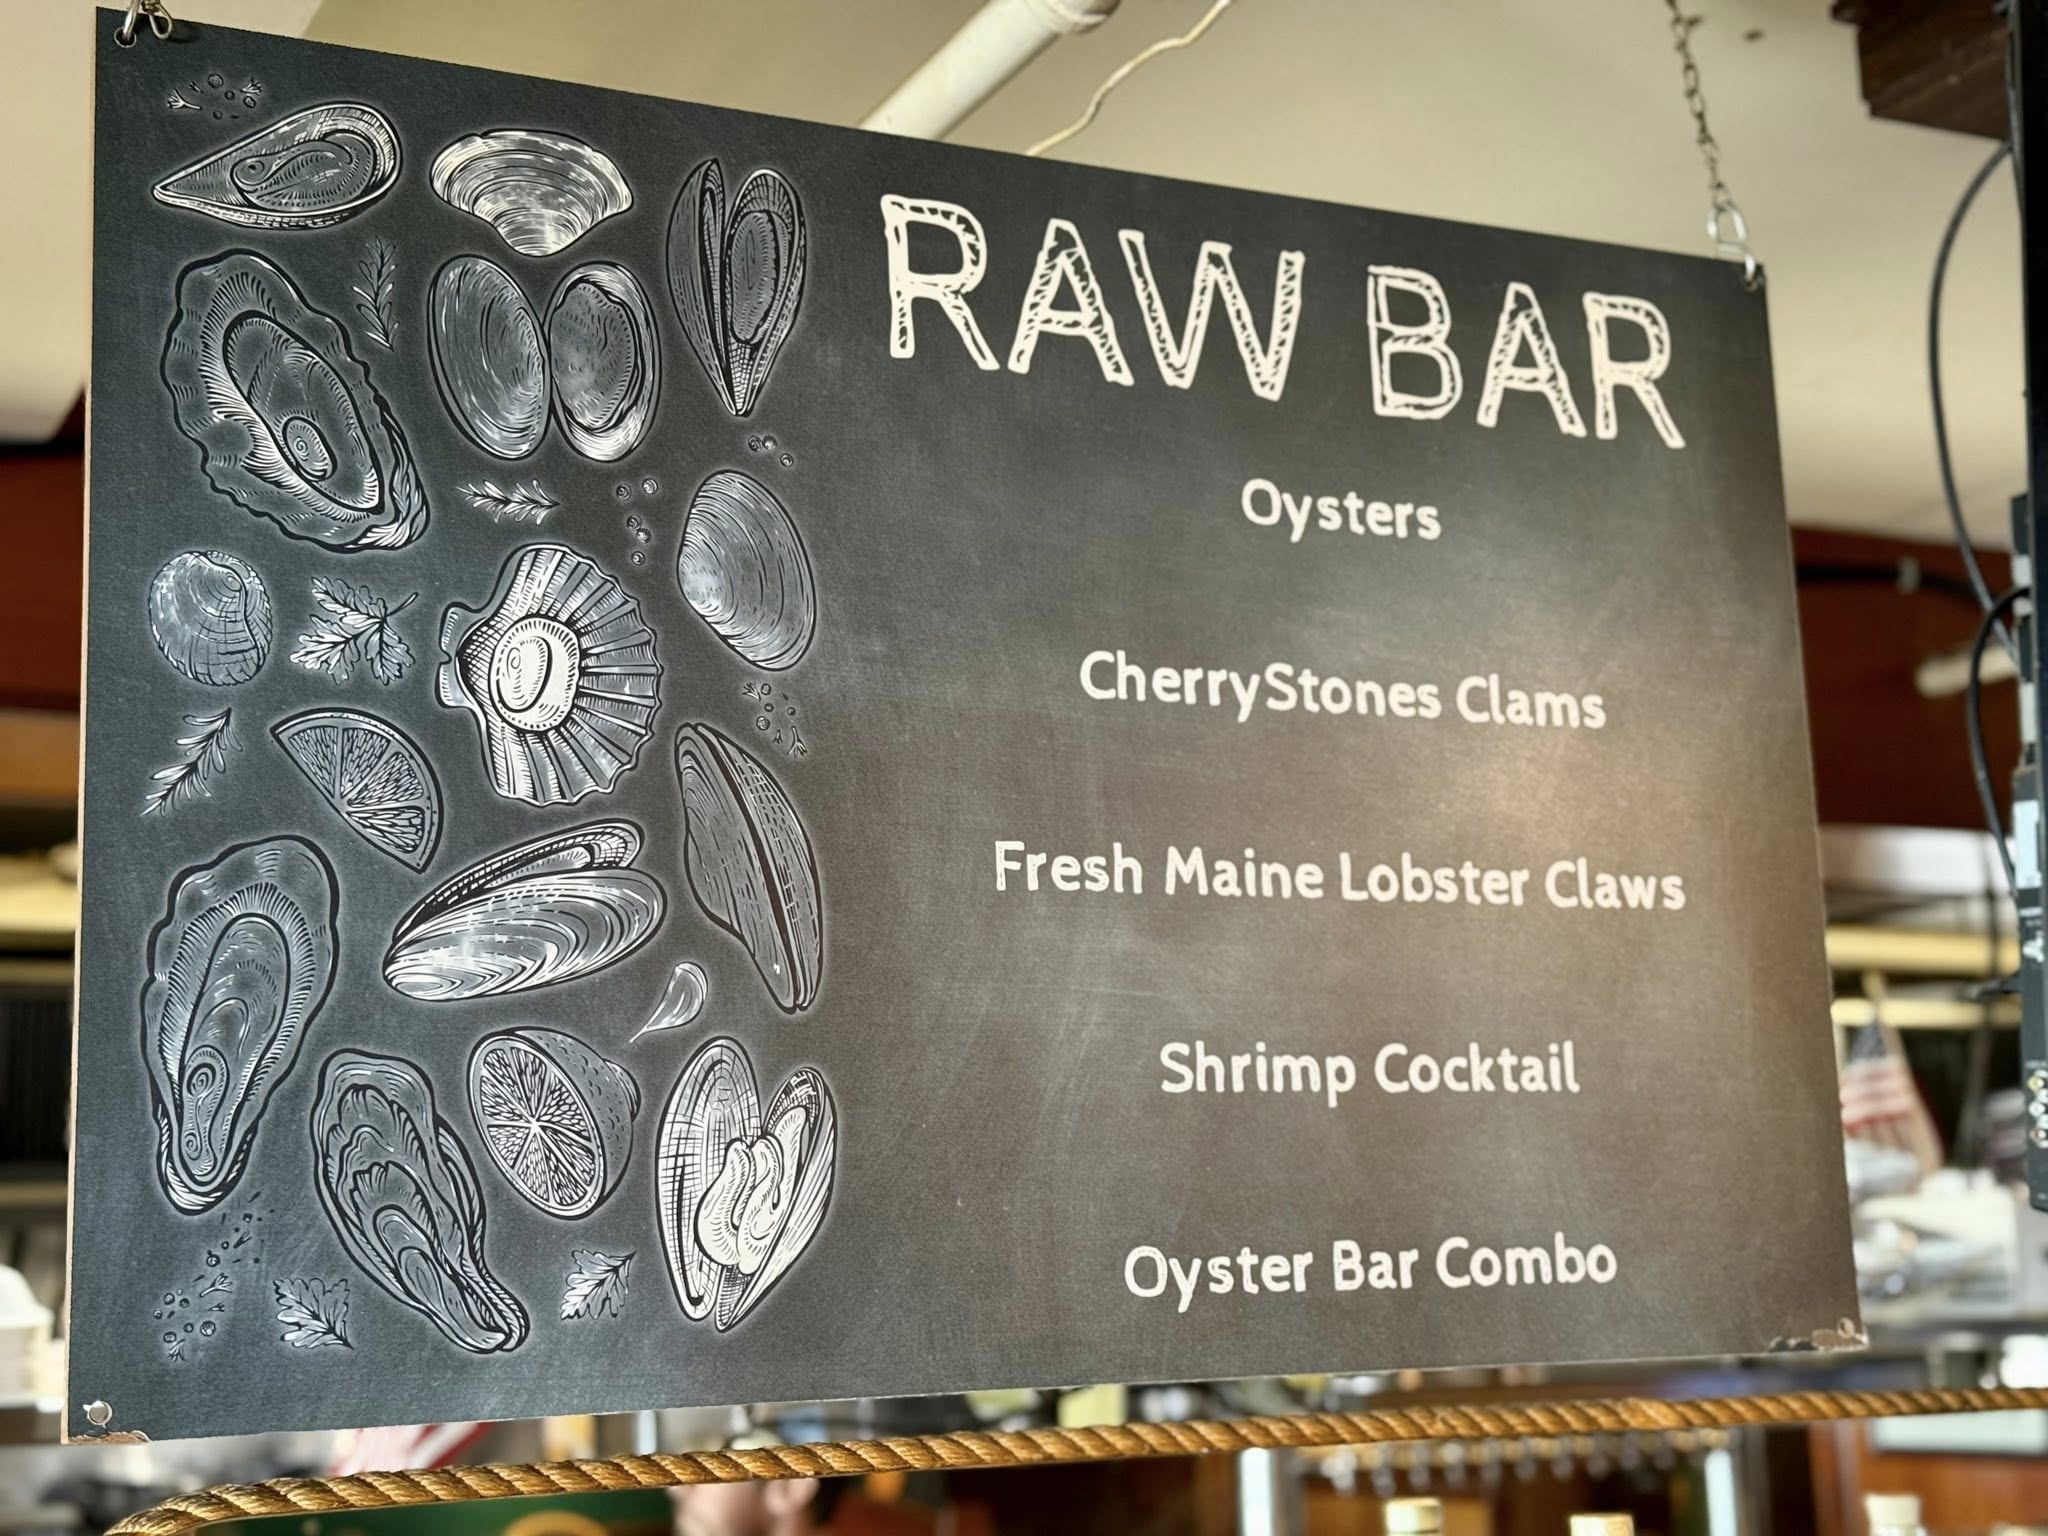 RAW BAR
Oysters
CherryStones Clams
Fresh Maine Lobster Claws
Shrimp Cocktail
Oyster Bar Combo